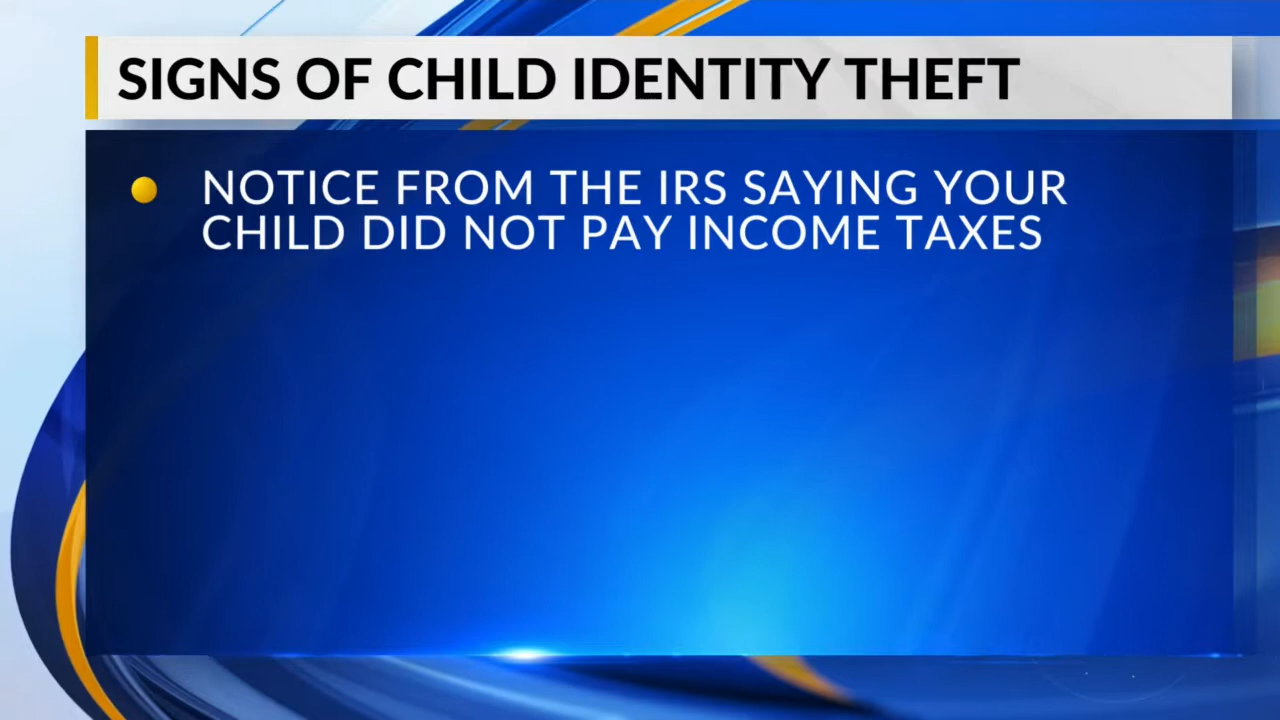 SIGNS OF CHILD IDENTITY THEFT
NOTICE FROM THE IRS SAYING YOUR
CHILD DID NOT PAY INCOME TAXES